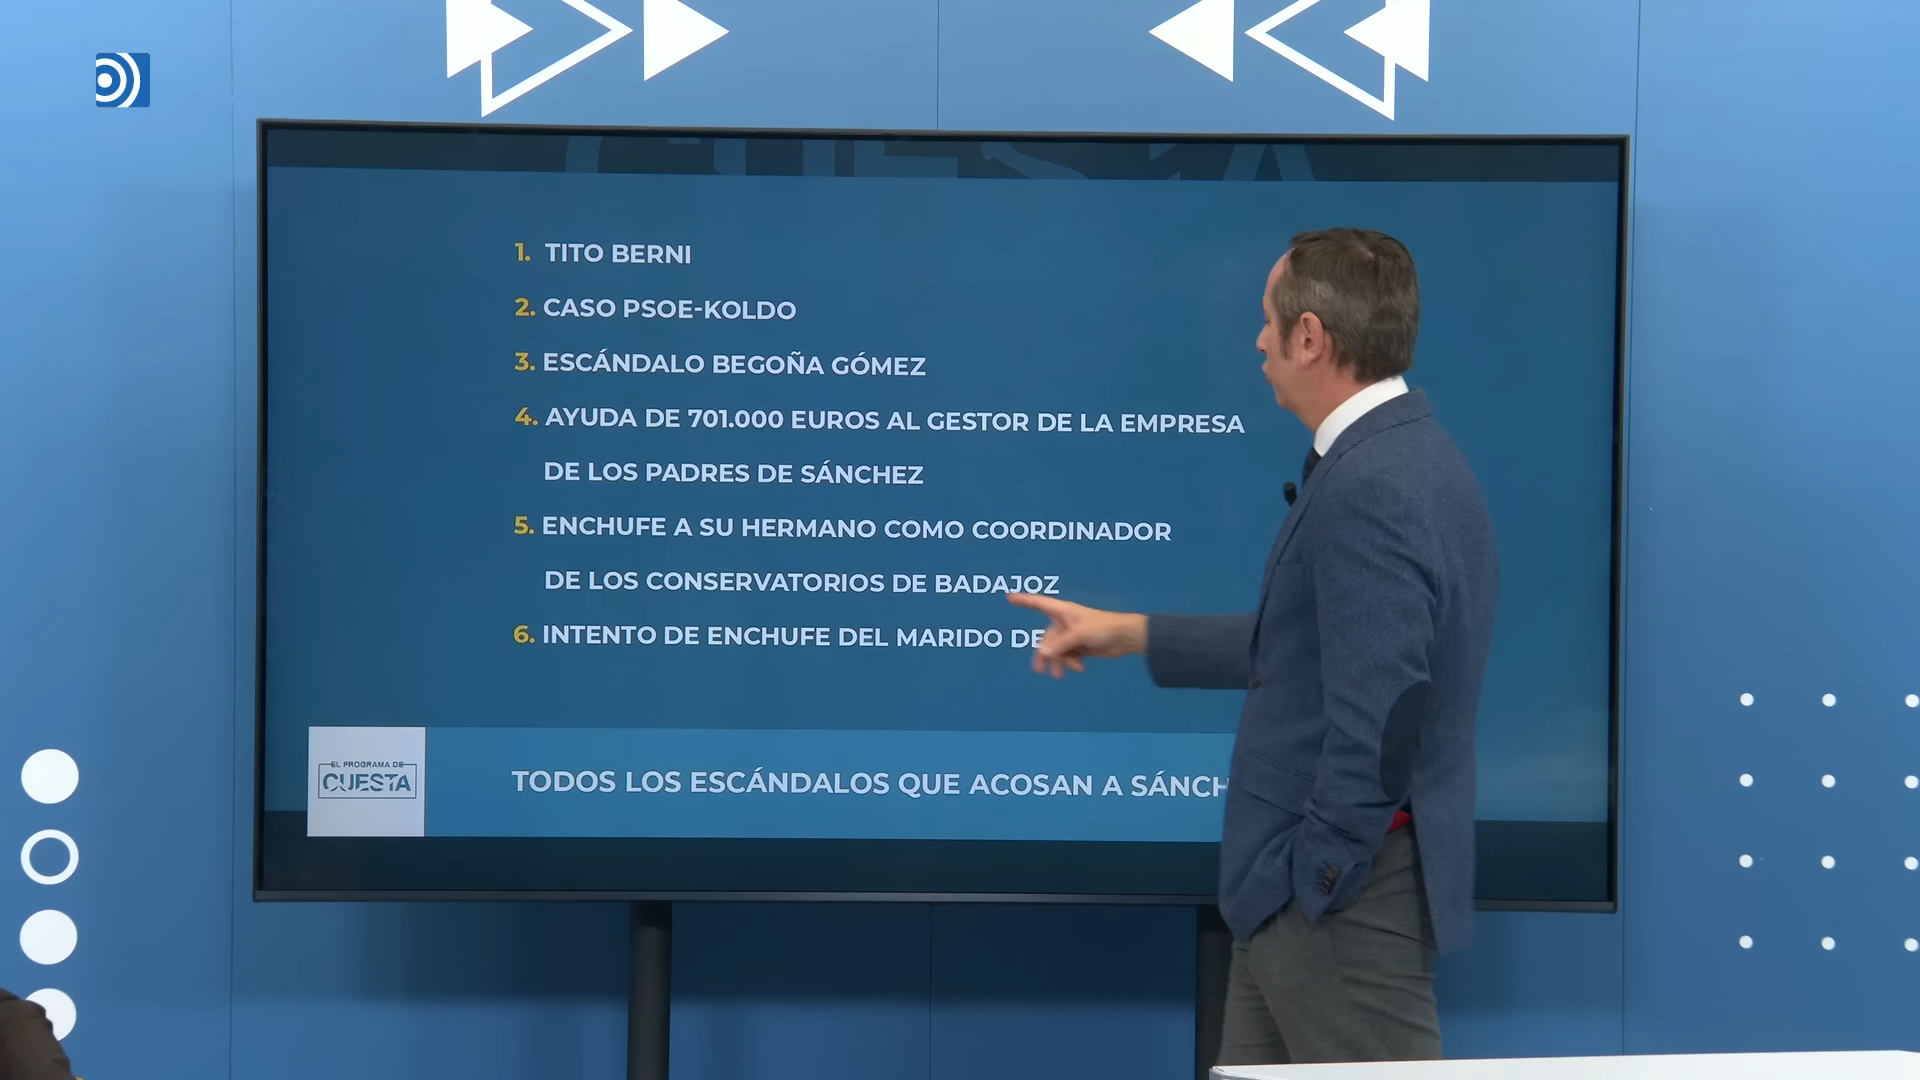 1. TITO BERNI
2. CASO PSOE-KOLDO
3. ESCÁNDALO BEGOÑA GÓMEZ
4. AYUDA DE 701.000 EUROS AL GESTOR DE LA EMPRESA
DE LOS PADRES DE SÁNCHEZ
5. ENCHUFE A SU HERMANO COMO COORDINADOR
DE LOS CONSERVATORIOS DE BADAJOZ
6. INTENTO DE ENCHUFE DEL MARIDO DE
EL PROGRAMA DE
CUESTA
TODOS LOS ESCÁNDALOS QUE ACOSAN A SÁNCH